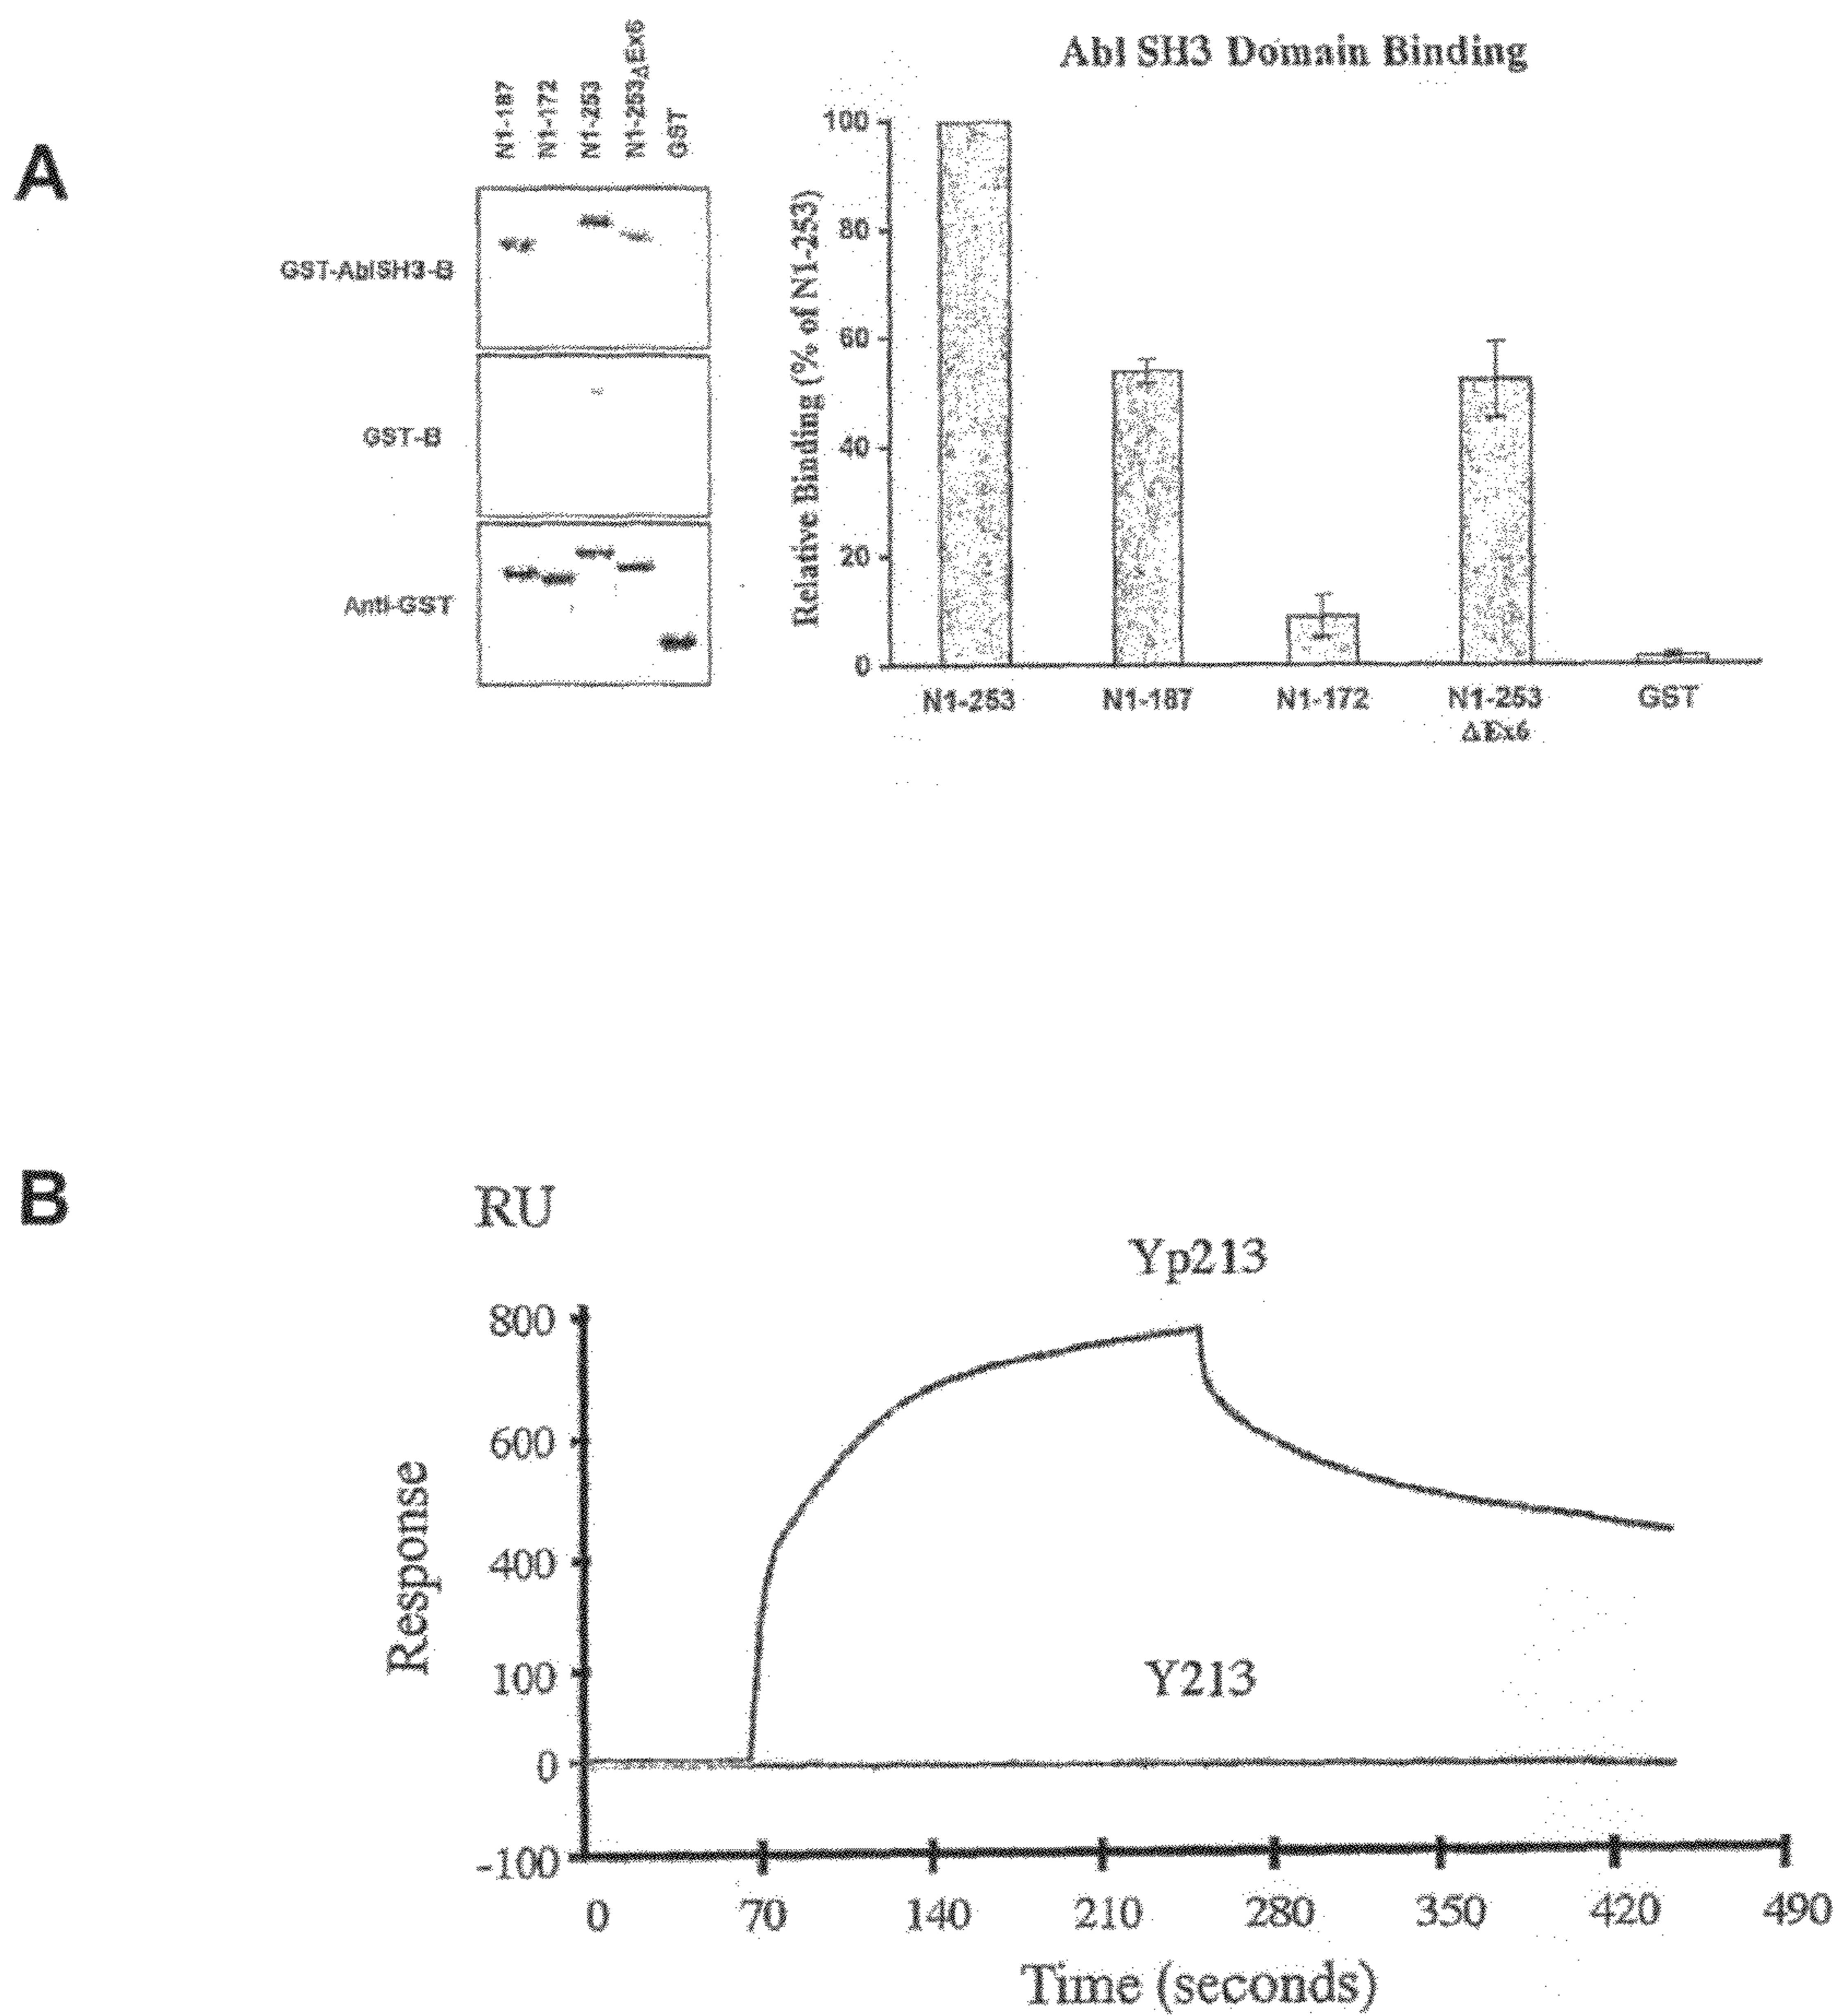 A
N1-187
N1-172
N1-253
N1-253ΔEx6
GST
GST-AblSH3-B
GST-B
Anti-GST
Abl SH3 Domain Binding
Relative Binding (% of N1-253)
100
80
60
40
20
0
N1-253
N1-187
N1-172
N1-253
ΔEx6
GST
B
RU
Yp213
Y213
Response
800
600
400
100
0
-100
0 70 140 210 280 350 420 490
Time (seconds)